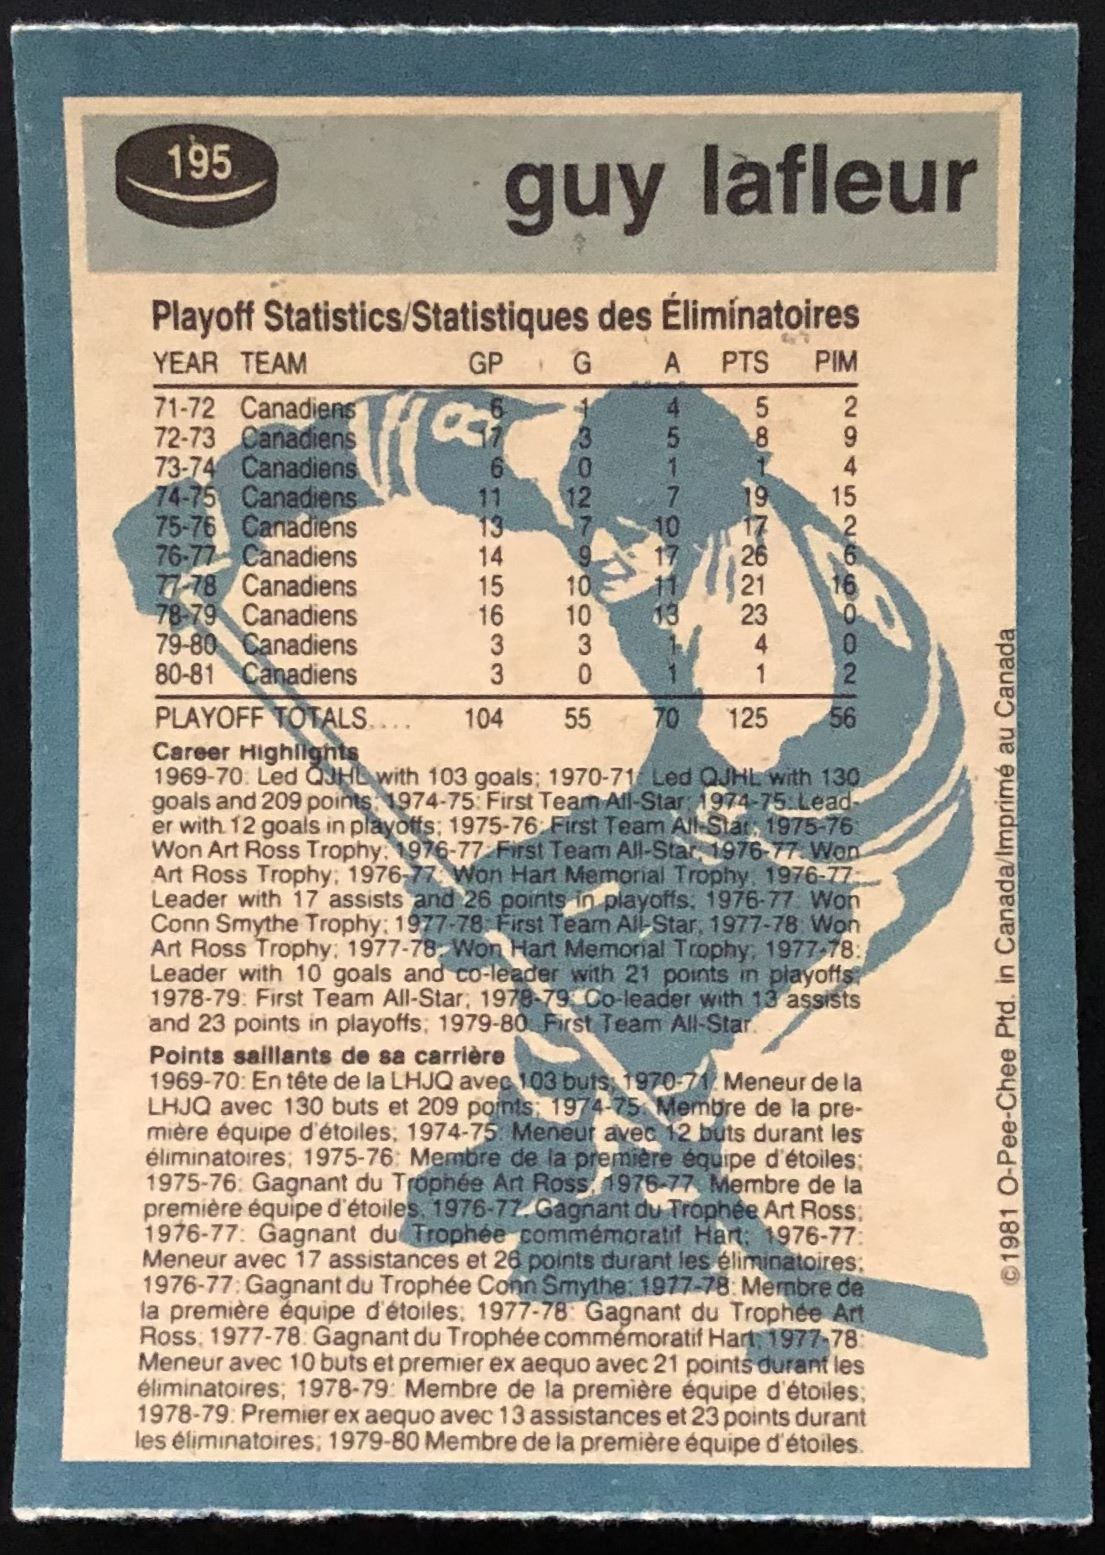 195
guy lafleur
Playoff Statistics/Statistiques des Éliminatoires
YEAR TEAM GP G A PTS PIM
71-72 Canadiens 6 1 4 5 2
72-73 Canadiens 17 3 5 8 9
73-74 Canadiens 6 0 1 1 4
74-75 Canadiens 11 12 7 19 15
75-76 Canadiens 13 7 10 17 2
76-77 Canadiens 14 9 17 26 6
77-78 Canadiens 15 10 11 21 16
78-79 Canadiens 16 10 13 23 0
79-80 Canadiens 3 3 1 4 0
80-81 Canadiens 3 0 1 1 2
PLAYOFF TOTALS.... 104 55 70 125 56
Career Highlights
1969-70: Led QJHL with 103 goals; 1970-71: Led QJHL with 130
goals and 209 points; 1974-75: First Team All-Star; 1974-75: Lead-
er with 12 goals in playoffs; 1975-76: First Team All-Star; 1975-76:
Won Art Ross Trophy; 1976-77: First Team All-Star; 1976-77: Won
Art Ross Trophy; 1976-77: Won Hart Memorial Trophy; 1976-77:
Leader with 17 assists and 26 points in playoffs; 1976-77: Won
Conn Smythe Trophy; 1977-78: First Team All-Star; 1977-78: Won
Art Ross Trophy; 1977-78: Won Hart Memorial Trophy; 1977-78:
Leader with 10 goals and co-leader with 21 points in playoffs;
1978-79: First Team All-Star; 1978-79: Co-leader with 13 assists
and 23 points in playoffs; 1979-80: First Team All-Star.
Points saillants de sa carrière
1969-70: En tête de la LHJQ avec 103 buts; 1970-71: Meneur de la
LHJQ avec 130 buts et 209 points; 1974-75: Membre de la pre-
mière équipe d'étoiles; 1974-75: Meneur avec 12 buts durant les
éliminatoires; 1975-76: Membre de la première équipe d'étoiles;
1975-76: Gagnant du Trophée Art Ross; 1976-77: Membre de la
première équipe d'étoiles; 1976-77: Gagnant du Trophée Art Ross;
1976-77: Gagnant du Trophée commémoratif Hart; 1976-77:
Meneur avec 17 assistances et 26 points durant les éliminatoires;
1976-77: Gagnant du Trophée Conn Smythe; 1977-78: Membre de
la première équipe d'étoiles; 1977-78: Gagnant du Trophée Art
Ross; 1977-78: Gagnant du Trophée commémoratif Hart; 1977-78:
Meneur avec 10 buts et premier ex aequo avec 21 points durant les
éliminatoires; 1978-79: Membre de la première équipe d'étoiles;
1978-79: Premier ex aequo avec 13 assistances et 23 points durant
les éliminatoires; 1979-80 Membre de la première équipe d'étoiles.
©1981 O-Pee-Chee Ptd. in Canada/Imprimé au Canada